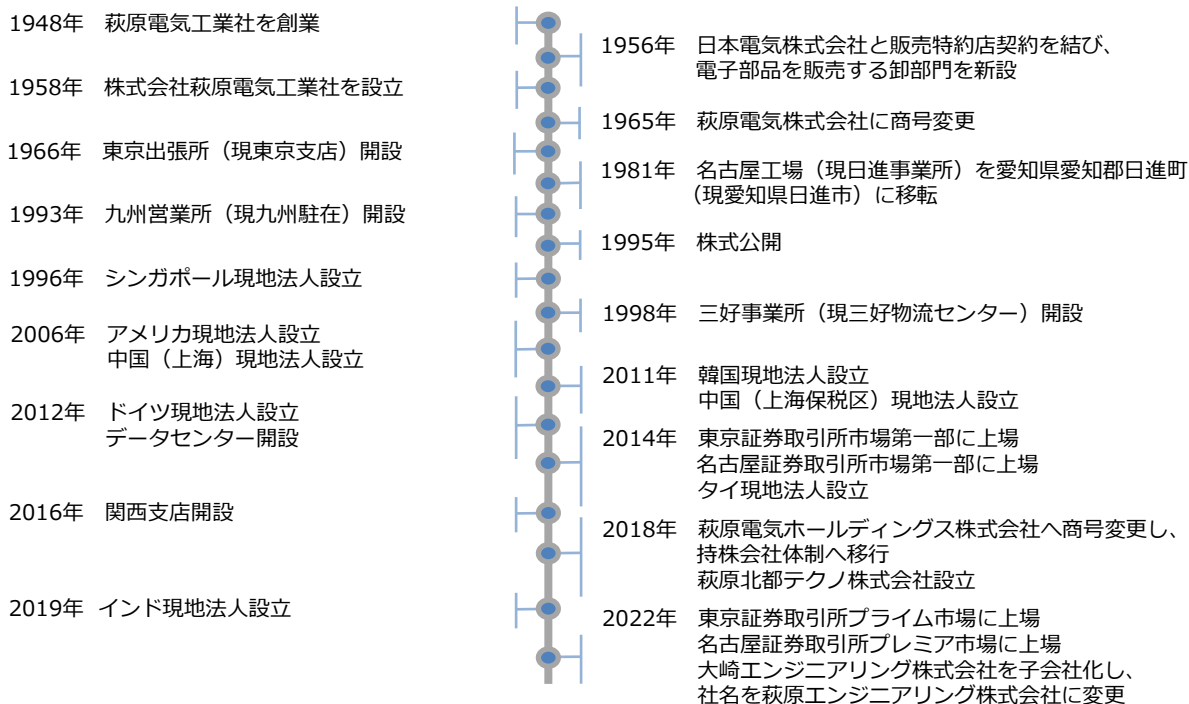 1948年 萩原電気工業社を創業
1956年 日本電気株式会社と販売特約店契約を結び、
電子部品を販売する卸部門を新設
1958年 株式会社萩原電気工業社を設立
1965年 萩原電気株式会社に商号変更
1966年 東京出張所（現東京支店）開設
1981年 名古屋工場（現日進事業所）を愛知県愛知郡日進町
（現愛知県日進市）に移転
1993年 九州営業所（現九州駐在）開設
1995年 株式公開
1996年 シンガポール現地法人設立
1998年 三好事業所（現三好物流センター）開設
2006年 アメリカ現地法人設立
中国（上海）現地法人設立
2011年 韓国現地法人設立
中国（上海保税区）現地法人設立
2012年 ドイツ現地法人設立
データセンター開設
2014年 東京証券取引所市場第一部に上場
名古屋証券取引所市場第一部に上場
タイ現地法人設立
2016年 関西支店開設
2018年 萩原電気ホールディングス株式会社へ商号変更し、
持株会社体制へ移行
萩原北都テクノ株式会社設立
2019年 インド現地法人設立
2022年 東京証券取引所プライム市場に上場
名古屋証券取引所プレミア市場に上場
大崎エンジニアリング株式会社を子会社化し、
社名を萩原エンジニアリング株式会社に変更